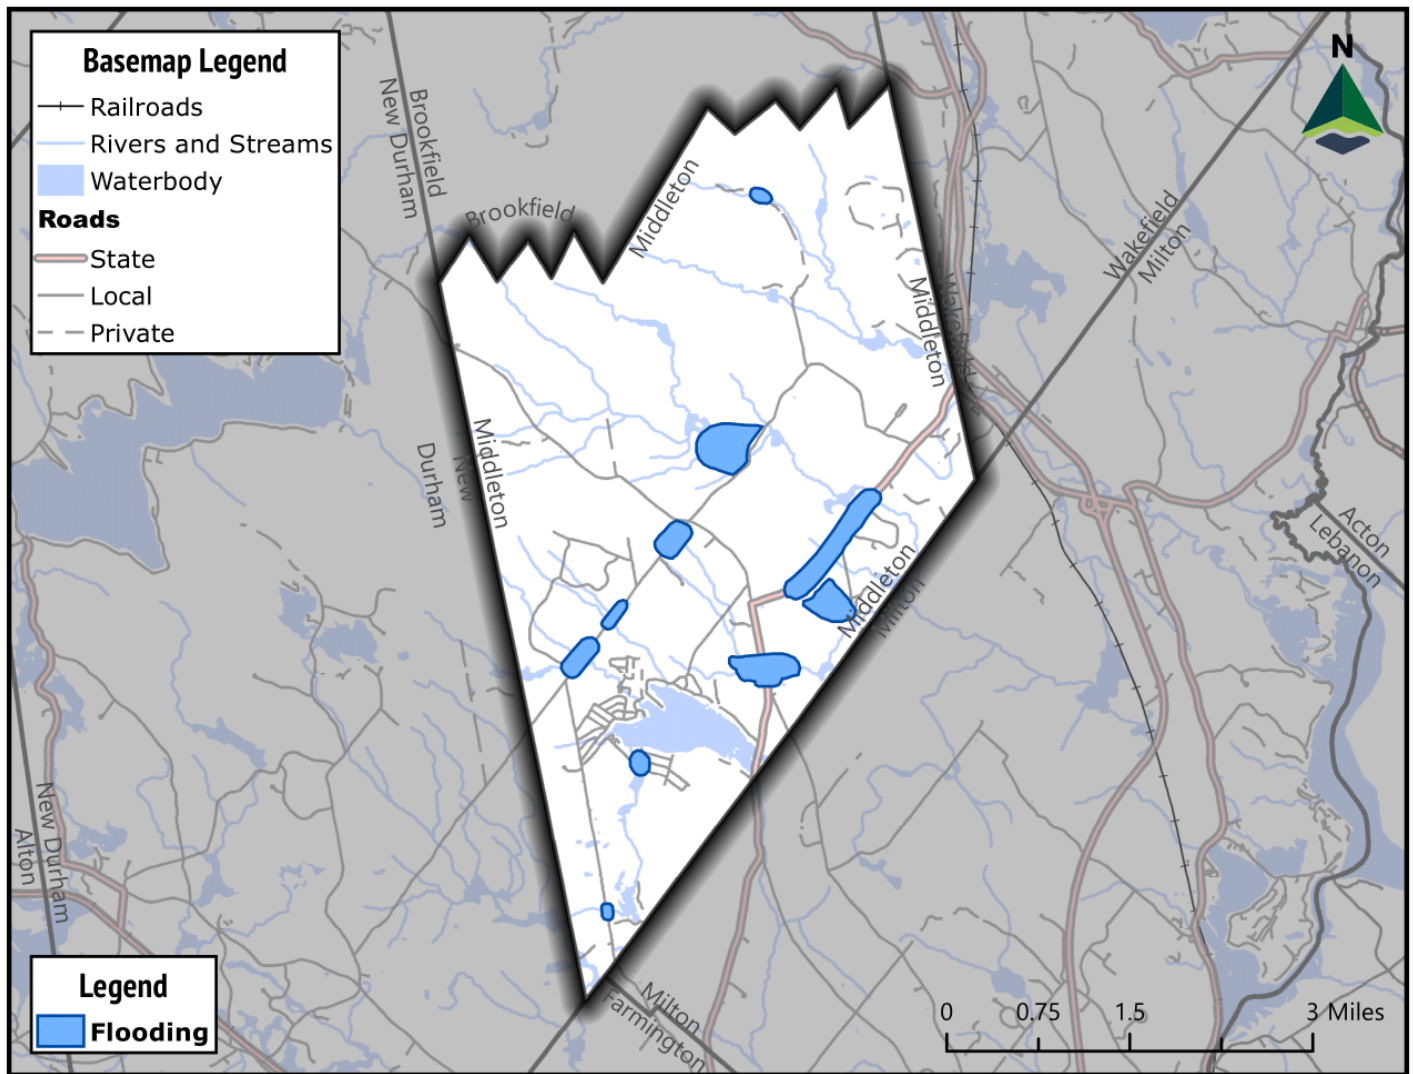 Basemap Legend
Railroads
Rivers and Streams
Waterbody
Roads
State
Local
Private
N
Brookfield
New Durham
Brookfield
Middleton
Wakefield
Milton
Middleton
Wakefield
Middleton
New
Durham
Middleton
Milton
Acton
Lebanon
New Durham
Alton
Milton
Farmington
Legend
Flooding
0 0.75 1.5 3 Miles